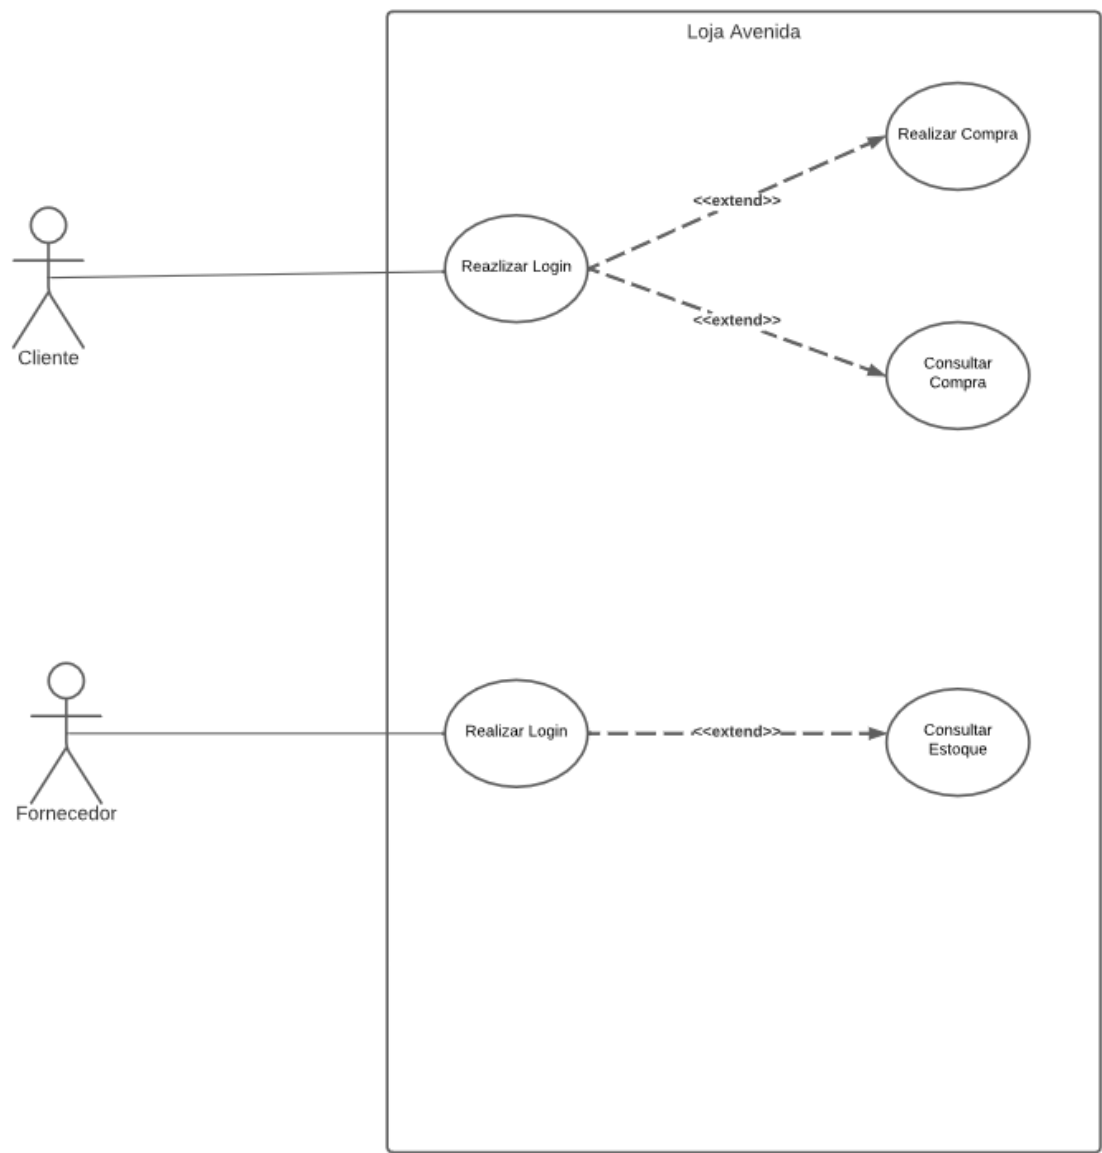 Loja Avenida
Realizar Compra
<<extend>>
Reazlizar Login
<<extend>>
Cliente
Consultar
Compra
Realizar Login
<<extend>>
Consultar
Estoque
Fornecedor